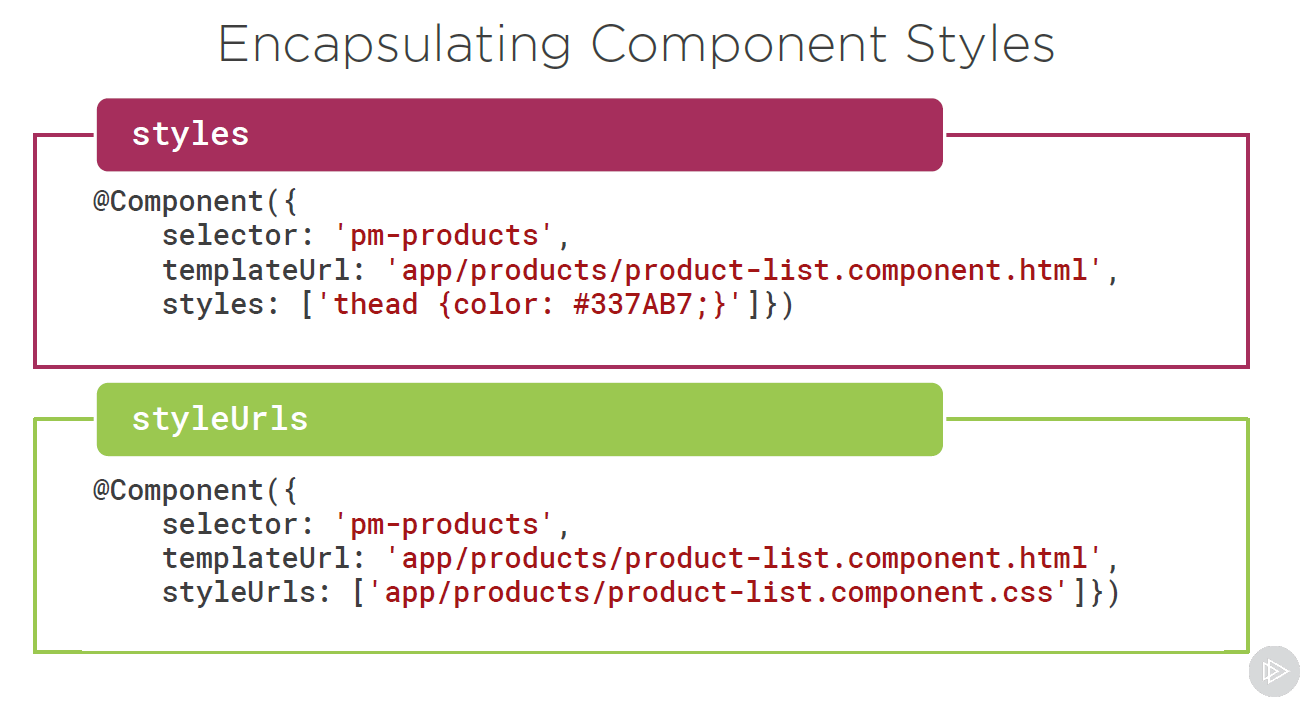 Encapsulating Component Styles
styles
@Component({
    selector: 'pm-products',
    templateUrl: 'app/products/product-list.component.html',
    styles: ['thead {color: #337AB7;}']})
styleUrls
@Component({
    selector: 'pm-products',
    templateUrl: 'app/products/product-list.component.html',
    styleUrls: ['app/products/product-list.component.css']})